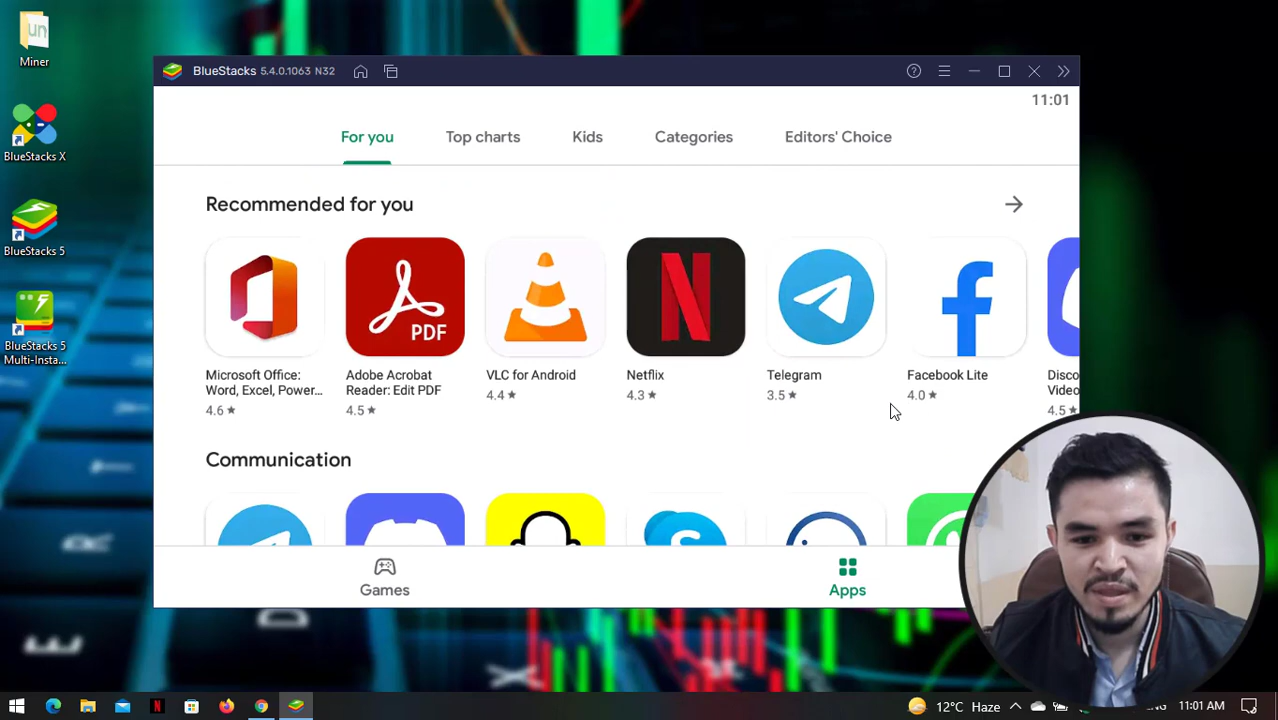 un
Miner
BlueStacks X
BlueStacks 5
BlueStacks 5
Multi-Insta...
BlueStacks 5.4.0.1063 N32
11:01
For you
Top charts
Kids
Categories
Editors' Choice
Recommended for you
PDF
Microsoft Office:
Word, Excel, Power...
4.6 ★
Adobe Acrobat
Reader: Edit PDF
4.5 ★
VLC for Android
4.4 ★
Netflix
4.3 ★
Telegram
3.5 ★
Facebook Lite
4.0 ★
Disco
Video
4.5 ★
Communication
Games
Apps
12°C Haze
11:01 AM